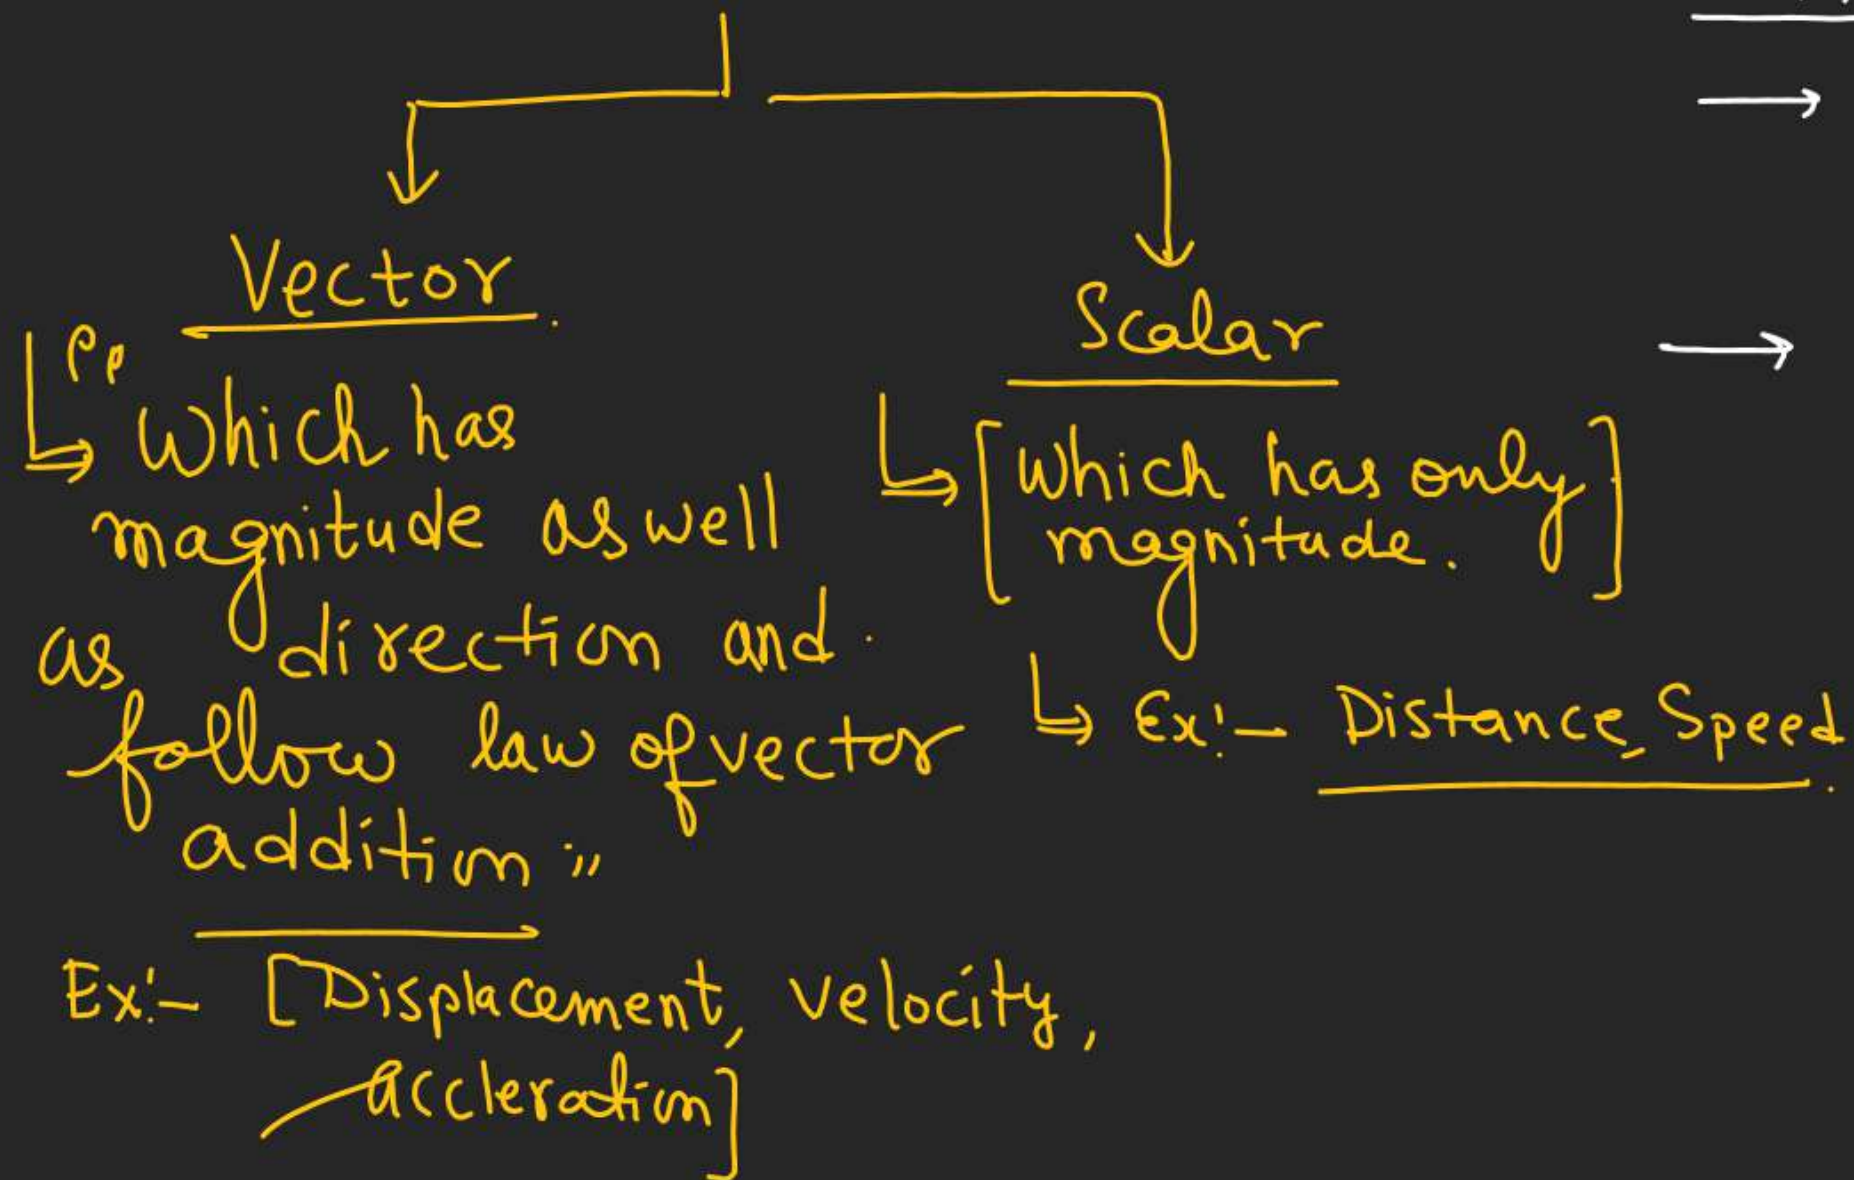 Vector.
Which has
magnitude as well
as direction and.
follow law of vector
addition "
Ex:- [Displacement, velocity,
accleration]
Scalar
[Which has only
magnitude.]
Ex:- Distance, Speed.